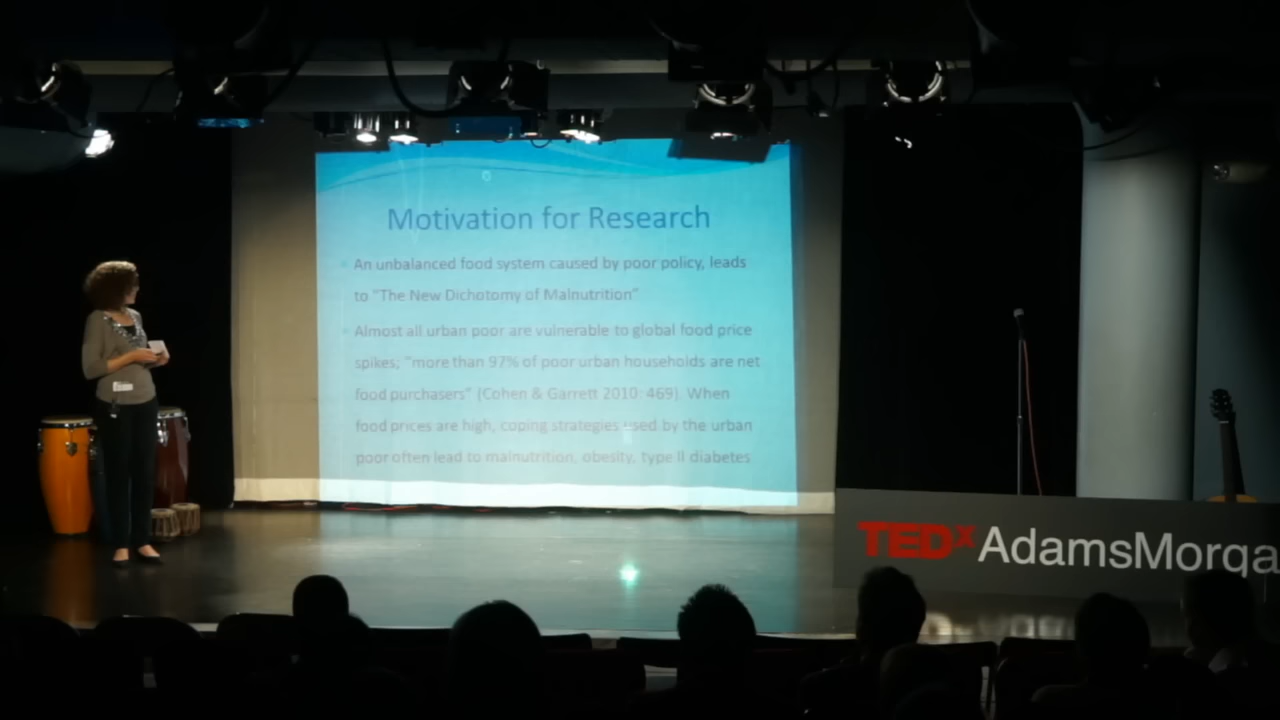 Motivation for Research
An unbalanced food system caused by poor policy, leads
to "The New Dichotomy of Malnutrition"
Almost all urban poor are vulnerable to global food price
spikes; "more than 97% of poor urban households are net
food purchasers" (Cohen & Garrett 2010: 469). When
food prices are high, coping strategies used by the urban
poor often lead to malnutrition, obesity, type II diabetes
TEDx AdamsMorga